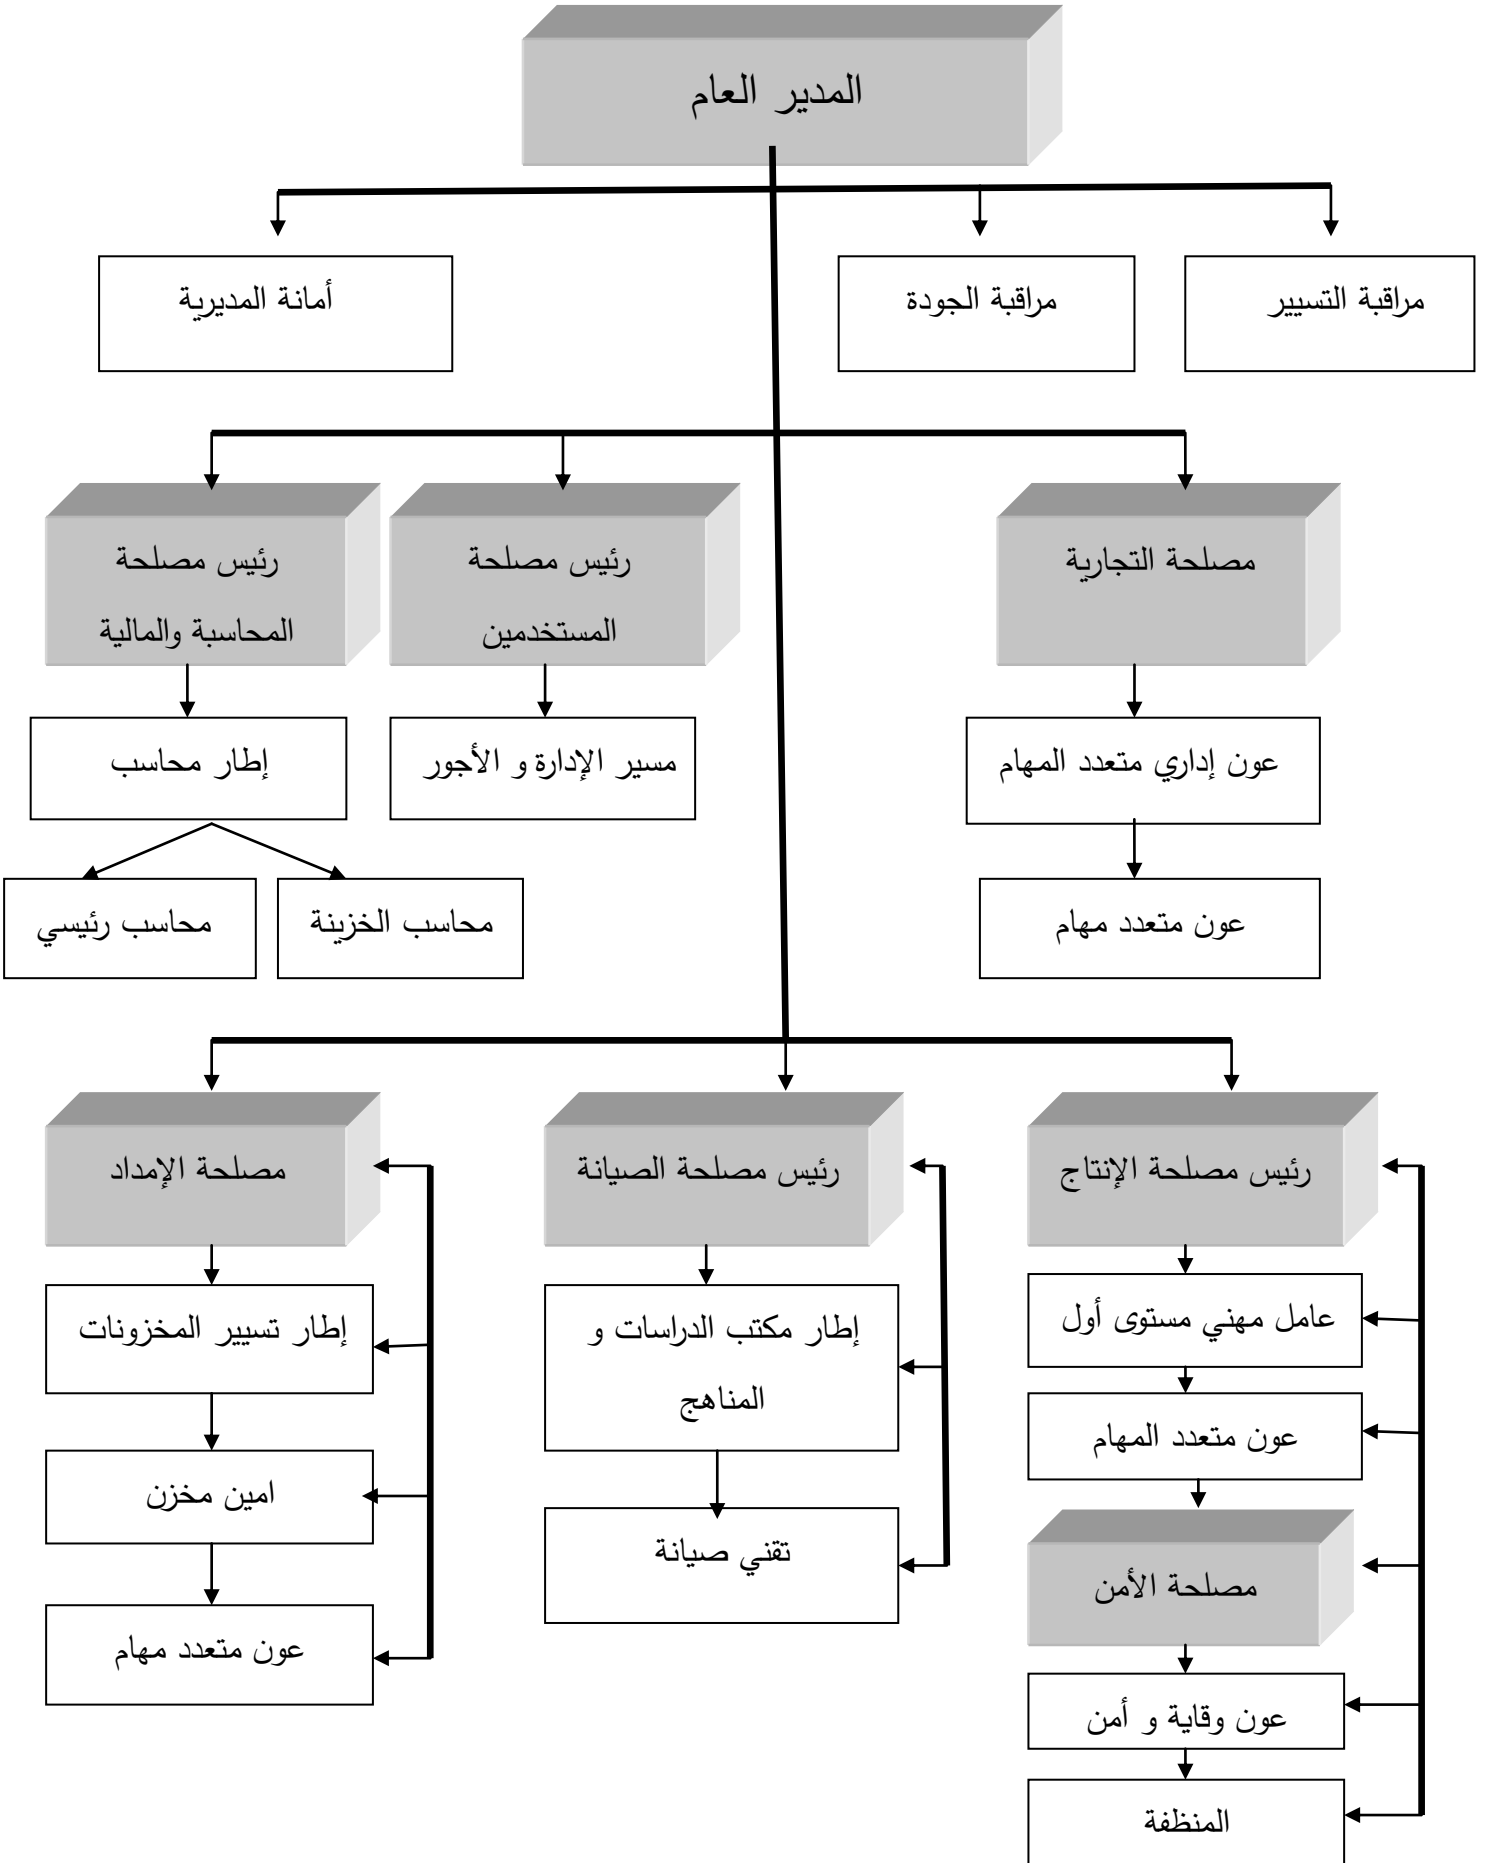 المدير العام
مراقبة التسيير
مراقبة الجودة
أمانة المديرية
مصلحة التجارية
رئيس مصلحة
المستخدمين
رئيس مصلحة
المحاسبة والمالية
عون إداري متعدد المهام
مسير الإدارة و الأجور
إطار محاسب
عون متعدد مهام
محاسب الخزينة
محاسب رئيسي
رئيس مصلحة الإنتاج
رئيس مصلحة الصيانة
مصلحة الإمداد
عامل مهني مستوى أول
إطار مكتب الدراسات و
المناهج
إطار تسيير المخزونات
عون متعدد المهام
امين مخزن
تقني صيانة
مصلحة الأمن
عون متعدد مهام
عون وقاية و أمن
المنظفة